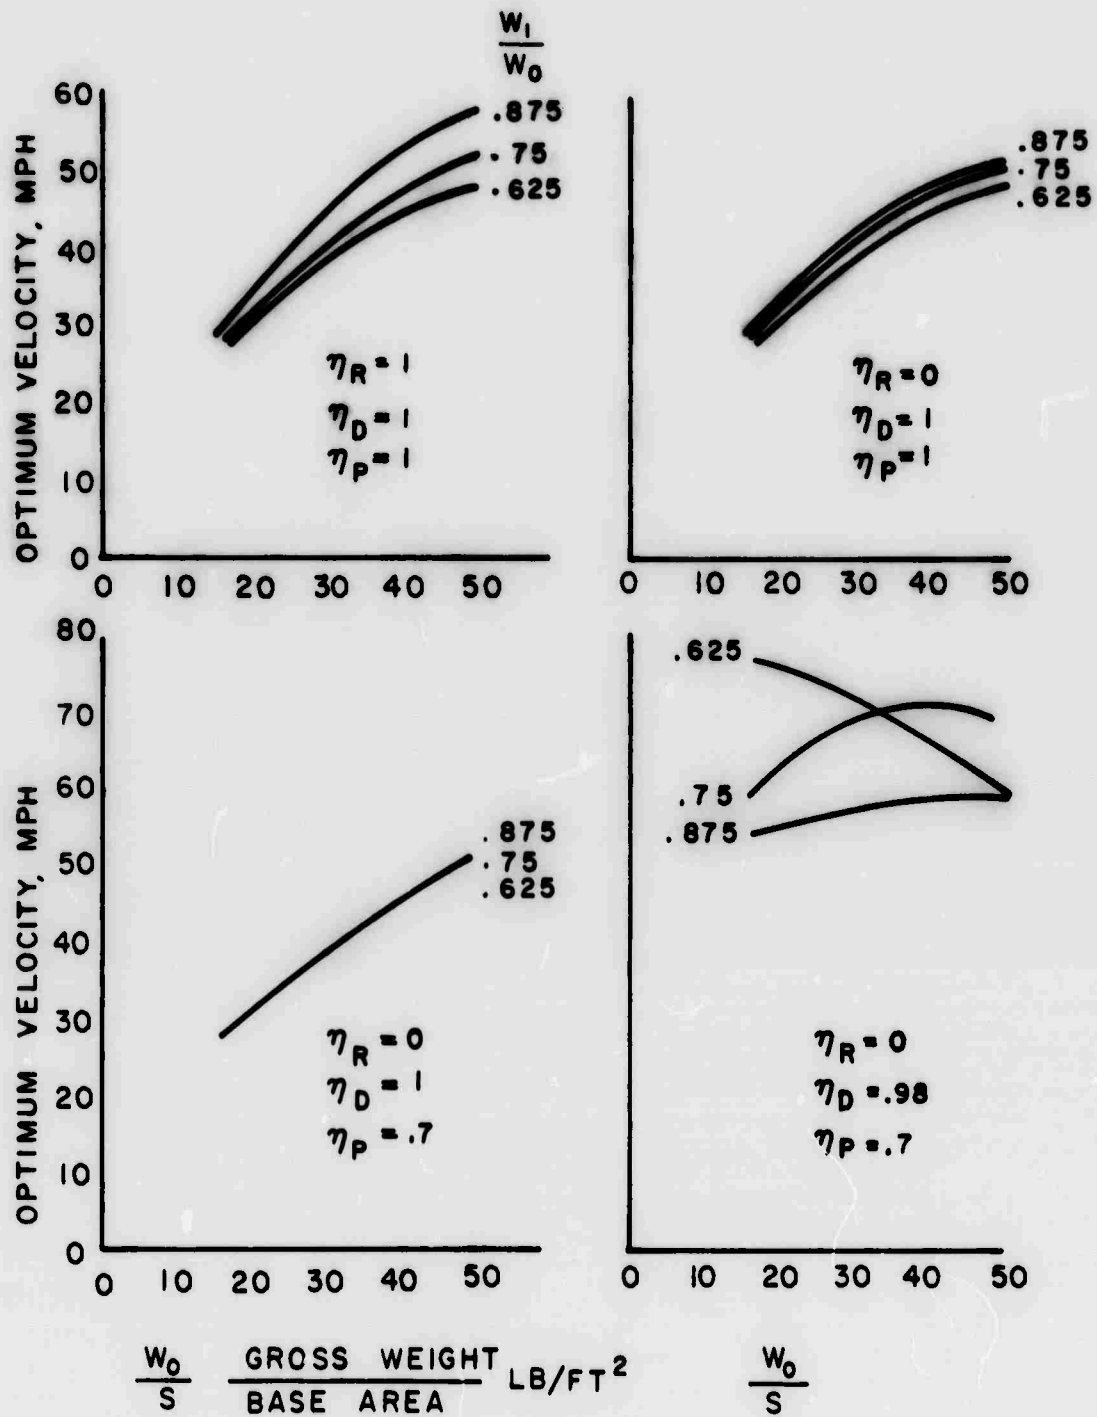 W₁
W₀
60
50
40
30
20
10
0
OPTIMUM VELOCITY, MPH
.875
.75
.625
ηR = 1
ηD = 1
ηP = 1
0 10 20 30 40 50
.875
.75
.625
ηR = 0
ηD = 1
ηP = 1
0 10 20 30 40 50
80
70
60
50
40
30
20
10
0
OPTIMUM VELOCITY, MPH
.875
.75
.625
ηR = 0
ηD = 1
ηP = .7
0 10 20 30 40 50
.625
.75
.875
ηR = 0
ηD = .98
ηP = .7
0 10 20 30 40 50
W₀
S
GROSS WEIGHT
BASE AREA
LB/FT²
W₀
S